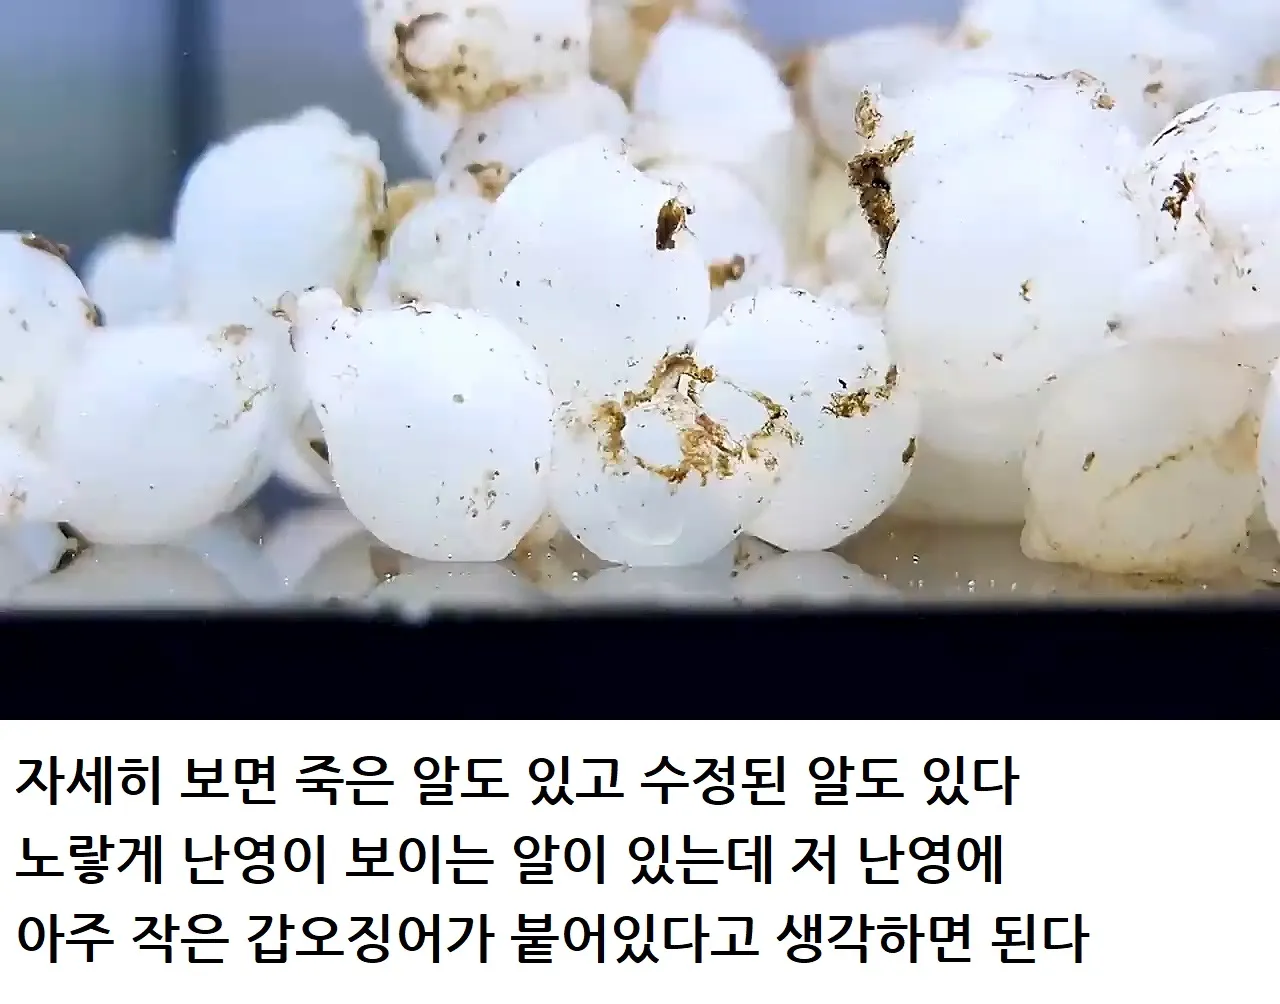 자세히 보면 죽은 알도 있고 수정된 알도 있다
노랗게 난영이 보이는 알이 있는데 저 난영에
아주 작은 갑오징어가 붙어있다고 생각하면 된다